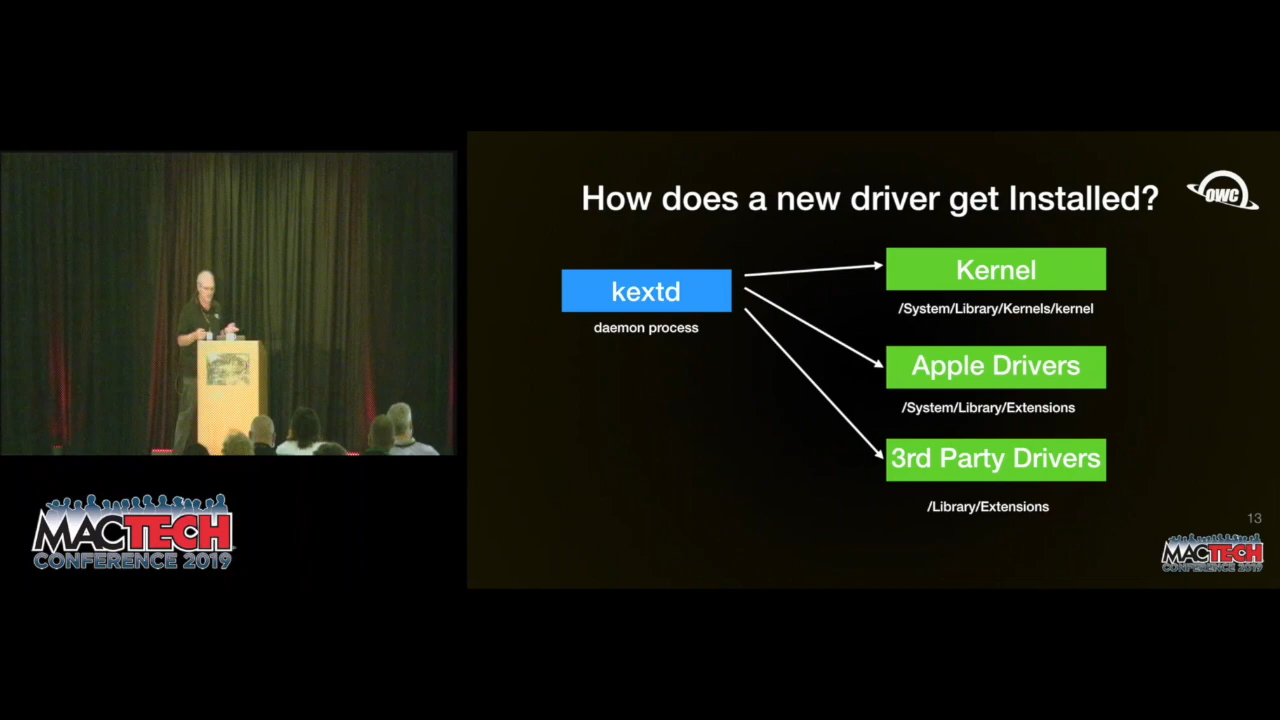 How does a new driver get Installed?
OWC
kextd
daemon process
Kernel
/System/Library/Kernels/kernel
Apple Drivers
/System/Library/Extensions
3rd Party Drivers
/Library/Extensions
13
MACTECH
CONFERENCE 2019
MACTECH
CONFERENCE 2019